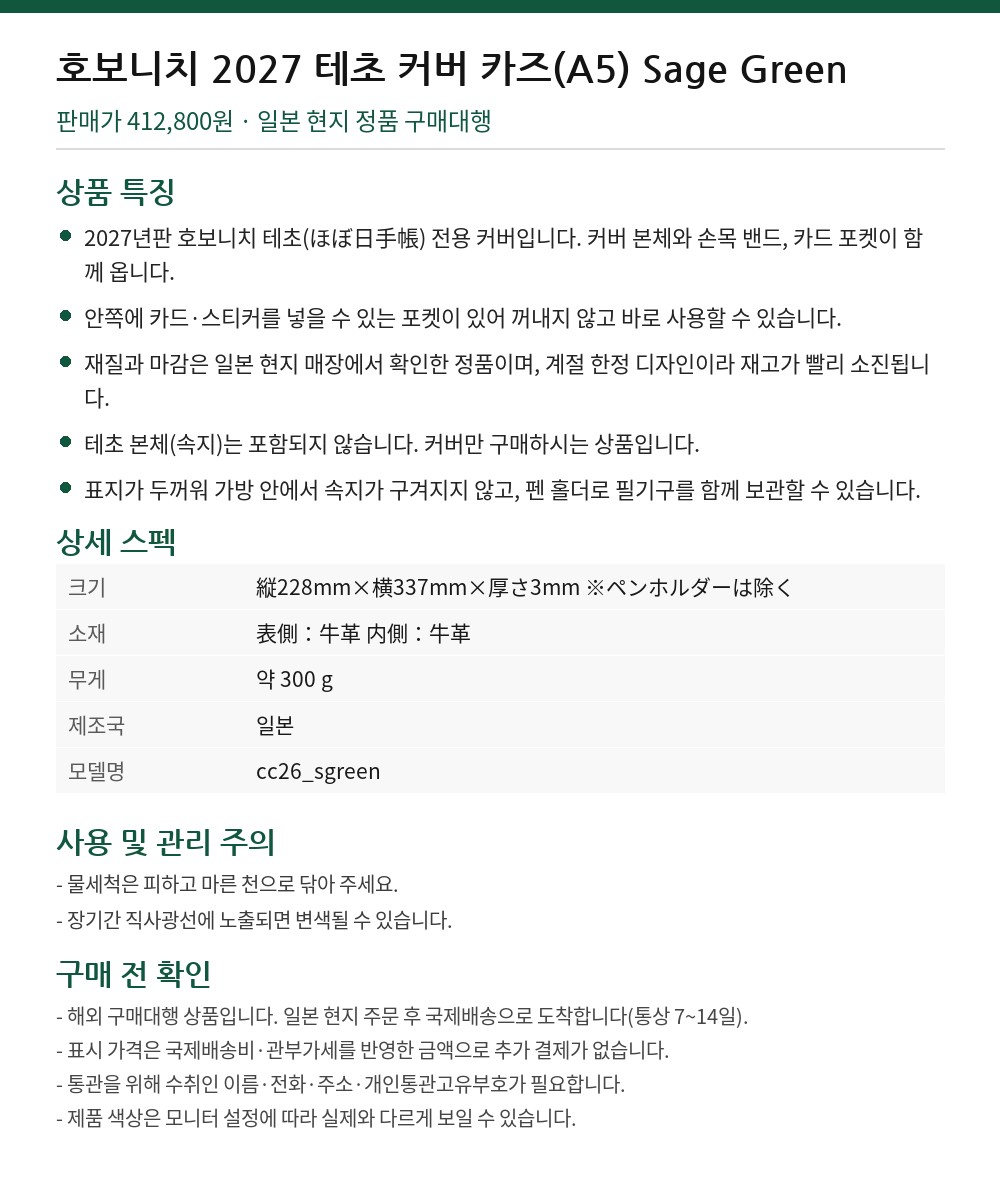 호보니치 2027 테초 커버 카즈(A5) Sage Green
판매가 412,800원 · 일본 현지 정품 구매대행
상품 특징
● 2027년판 호보니치 테초(ほぼ日手帳) 전용 커버입니다. 커버 본체와 손목 밴드, 카드 포켓이 함
께 옵니다.
● 안쪽에 카드·스티커를 넣을 수 있는 포켓이 있어 꺼내지 않고 바로 사용할 수 있습니다.
● 재질과 마감은 일본 현지 매장에서 확인한 정품이며, 계절 한정 디자인이라 재고가 빨리 소진됩니
다.
● 테초 본체(속지)는 포함되지 않습니다. 커버만 구매하시는 상품입니다.
● 표지가 두꺼워 가방 안에서 속지가 구겨지지 않고, 펜 홀더로 필기구를 함께 보관할 수 있습니다.
상세 스펙
크기 縦228mm×横337mm×厚さ3mm ※ペンホルダーは除く
소재 表側：牛革 内側：牛革
무게 약 300 g
제조국 일본
모델명 cc26_sgreen
사용 및 관리 주의
- 물세척은 피하고 마른 천으로 닦아 주세요.
- 장기간 직사광선에 노출되면 변색될 수 있습니다.
구매 전 확인
- 해외 구매대행 상품입니다. 일본 현지 주문 후 국제배송으로 도착합니다(통상 7~14일).
- 표시 가격은 국제배송비·관부가세를 반영한 금액으로 추가 결제가 없습니다.
- 통관을 위해 수취인 이름·전화·주소·개인통관고유부호가 필요합니다.
- 제품 색상은 모니터 설정에 따라 실제와 다르게 보일 수 있습니다.